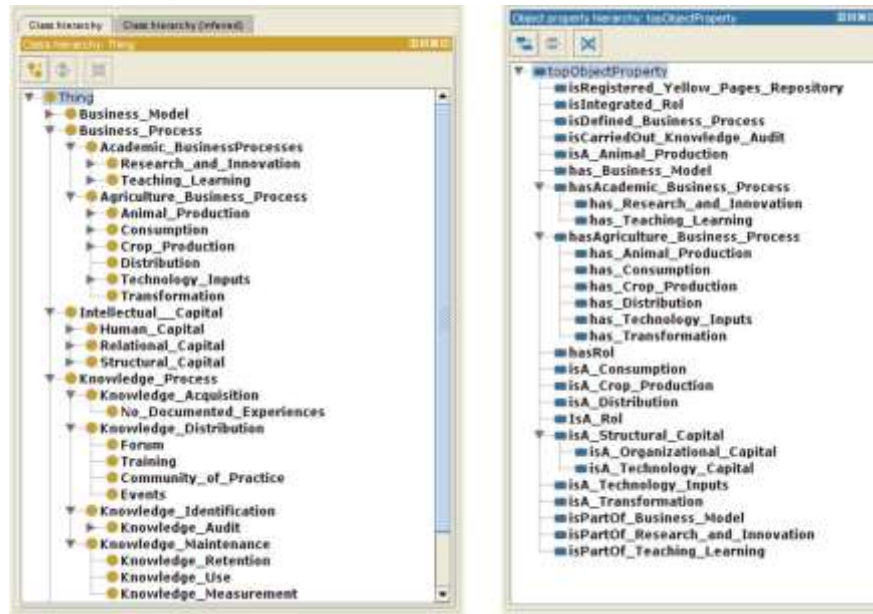 Class hierarchy
Class hierarchy (inferred)
Class hierarchy: Thing
Thing
Business_Model
Business_Process
Academic_BusinessProcesses
Research_and_Innovation
Teaching_Learning
Agriculture_Business_Process
Animal_Production
Consumption
Crop_Production
Distribution
Technology_Inputs
Transformation
Intellectual__Capital
Human_Capital
Relational_Capital
Structural_Capital
Knowledge_Process
Knowledge_Acquisition
No_Documented_Experiences
Knowledge_Distribution
Forum
Training
Community_of_Practice
Events
Knowledge_Identification
Knowledge_Audit
Knowledge_Maintenance
Knowledge_Retention
Knowledge_Use
Knowledge_Measurement
Object property hierarchy: topObjectProperty
topObjectProperty
isRegistered_Yellow_Pages_Repository
isIntegrated_Rol
isDefined_Business_Process
isCarriedOut_Knowledge_Audit
isA_Animal_Production
has_Business_Model
hasAcademic_Business_Process
has_Research_and_Innovation
has_Teaching_Learning
hasAgriculture_Business_Process
has_Animal_Production
has_Consumption
has_Crop_Production
has_Distribution
has_Technology_Inputs
has_Transformation
hasRol
isA_Consumption
isA_Crop_Production
isA_Distribution
IsA_Rol
isA_Structural_Capital
isA_Organizational_Capital
isA_Technology_Capital
isA_Technology_Inputs
isA_Transformation
isPartOf_Business_Model
isPartOf_Research_and_Innovation
isPartOf_Teaching_Learning